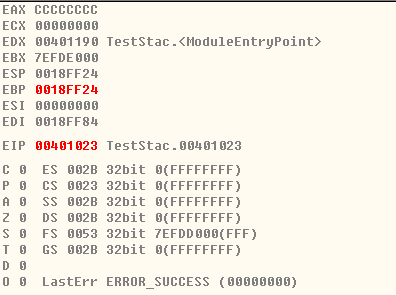 EAX CCCCCCCC
ECX 00000000
EDX 00401190 TestStac.<ModuleEntryPoint>
EBX 7EFDE000
ESP 0018FF24
EBP 0018FF24
ESI 00000000
EDI 0018FF84
EIP 00401023 TestStac.00401023
C 0 ES 002B 32bit 0(FFFFFFFF)
P 0 CS 0023 32bit 0(FFFFFFFF)
A 0 SS 002B 32bit 0(FFFFFFFF)
Z 0 DS 002B 32bit 0(FFFFFFFF)
S 0 FS 0053 32bit 7EFDD000(FFF)
T 0 GS 002B 32bit 0(FFFFFFFF)
D 0
O 0 LastErr ERROR_SUCCESS (00000000)